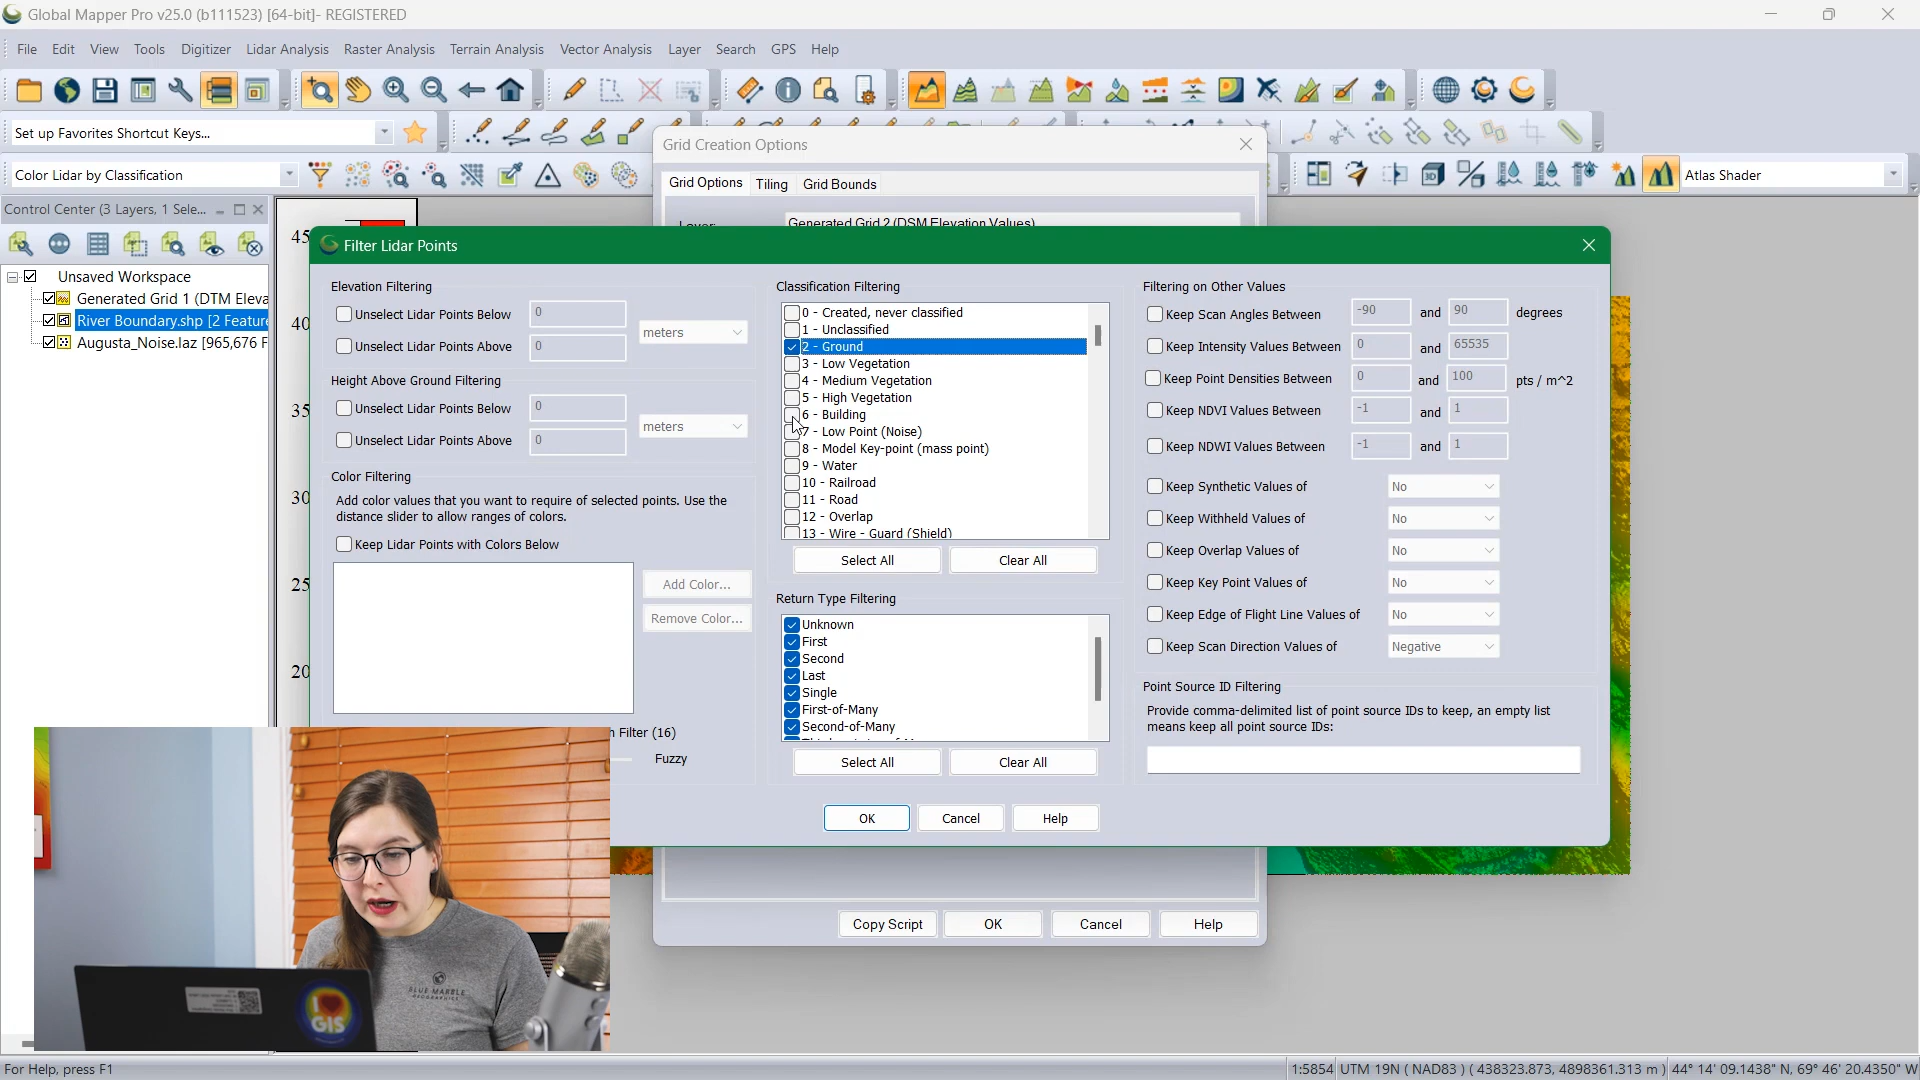 Global Mapper Pro v25.0 (b111523) [64-bit]- REGISTERED
File Edit View Tools Digitizer Lidar Analysis Raster Analysis Terrain Analysis Vector Analysis Layer Search GPS Help
Set up Favorites Shortcut Keys...
Color Lidar by Classification
Atlas Shader
Control Center (3 Layers, 1 Sele...
Unsaved Workspace
Generated Grid 1 (DTM Eleva
River Boundary.shp [2 Feature
Augusta_Noise.laz [965,676 F
Grid Creation Options
Grid Options Tiling Grid Bounds
Generated Grid 2 (DSM Elevation Values)
Filter Lidar Points
Elevation Filtering
Unselect Lidar Points Below 0
meters
Unselect Lidar Points Above 0
Height Above Ground Filtering
Unselect Lidar Points Below 0
meters
Unselect Lidar Points Above 0
Color Filtering
Add color values that you want to require of selected points. Use the
distance slider to allow ranges of colors.
Keep Lidar Points with Colors Below
Add Color...
Remove Color...
Filter (16)
Fuzzy
Classification Filtering
0 - Created, never classified
1 - Unclassified
2 - Ground
3 - Low Vegetation
4 - Medium Vegetation
5 - High Vegetation
6 - Building
7 - Low Point (Noise)
8 - Model Key-point (mass point)
9 - Water
10 - Railroad
11 - Road
12 - Overlap
13 - Wire - Guard (Shield)
Select All Clear All
Return Type Filtering
Unknown
First
Second
Last
Single
First-of-Many
Second-of-Many
Select All Clear All
Filtering on Other Values
Keep Scan Angles Between -90 and 90 degrees
Keep Intensity Values Between 0 and 65535
Keep Point Densities Between 0 and 100 pts / m^2
Keep NDVI Values Between -1 and 1
Keep NDWI Values Between -1 and 1
Keep Synthetic Values of No
Keep Withheld Values of No
Keep Overlap Values of No
Keep Key Point Values of No
Keep Edge of Flight Line Values of No
Keep Scan Direction Values of Negative
Point Source ID Filtering
Provide comma-delimited list of point source IDs to keep, an empty list
means keep all point source IDs:
OK Cancel Help
Copy Script OK Cancel Help
45
40
35
30
25
20
BLUE MARBLE
GEOGRAPHICS
I
GIS
For Help, press F1
1:5854 UTM 19N ( NAD83 ) ( 438323.873, 4898361.313 m ) 44° 14' 09.1438" N, 69° 46' 20.4350" W